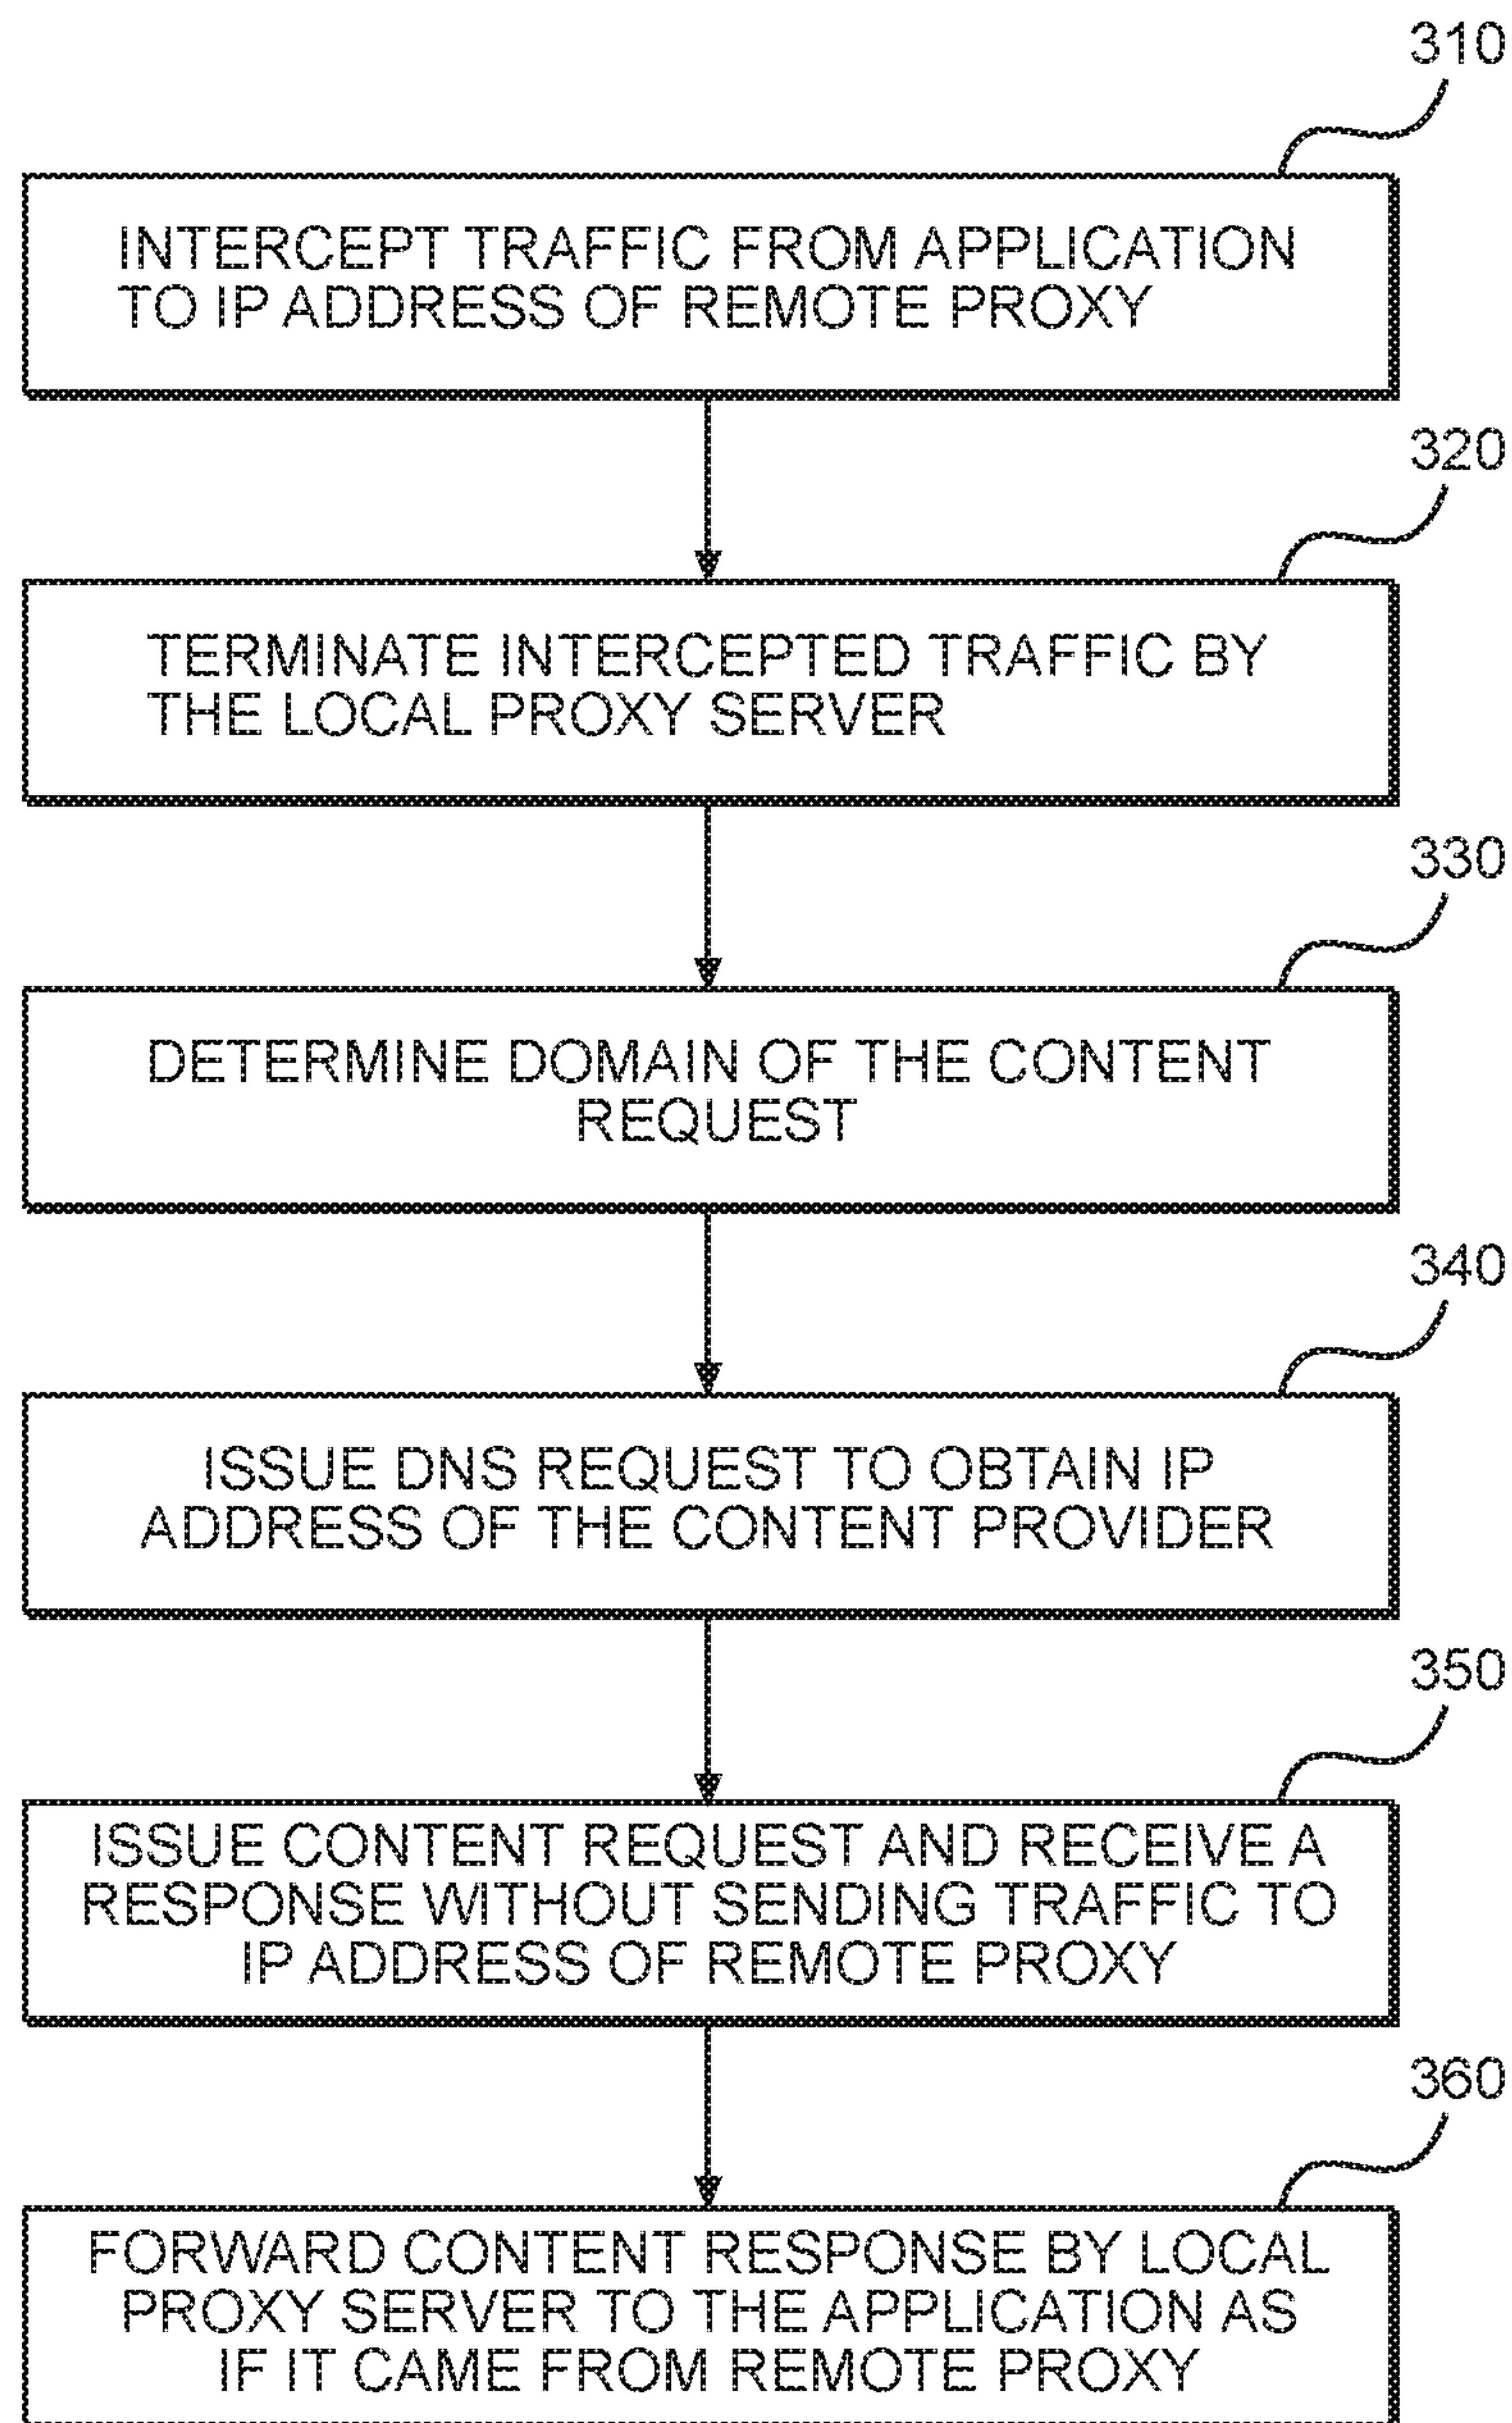 310
INTERCEPT TRAFFIC FROM APPLICATION
TO IP ADDRESS OF REMOTE PROXY
320
TERMINATE INTERCEPTED TRAFFIC BY
THE LOCAL PROXY SERVER
330
DETERMINE DOMAIN OF THE CONTENT
REQUEST
340
ISSUE DNS REQUEST TO OBTAIN IP
ADDRESS OF THE CONTENT PROVIDER
350
ISSUE CONTENT REQUEST AND RECEIVE A
RESPONSE WITHOUT SENDING TRAFFIC TO
IP ADDRESS OF REMOTE PROXY
360
FORWARD CONTENT RESPONSE BY LOCAL
PROXY SERVER TO THE APPLICATION AS
IF IT CAME FROM REMOTE PROXY